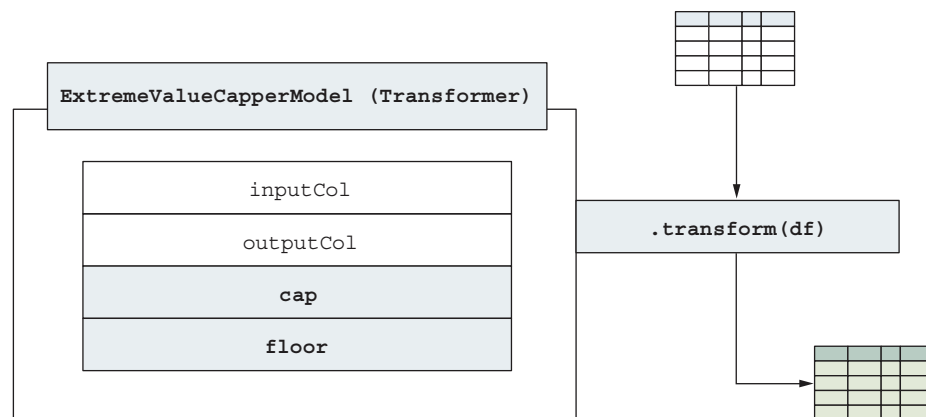 ExtremeValueCapperModel (Transformer)
inputCol
outputCol
cap
floor
.transform(df)